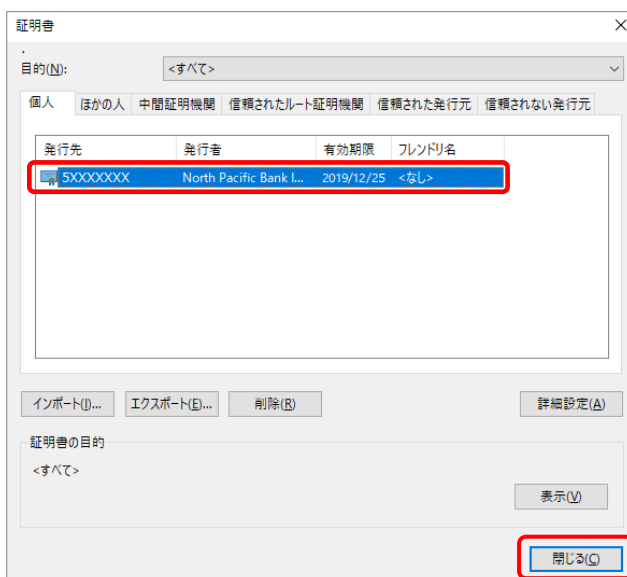 証明書
.
目的(N):
<すべて>
個人 ほかの人 中間証明機関 信頼されたルート証明機関 信頼された発行元 信頼されない発行元
発行先 発行者 有効期限 フレンドリ名
5XXXXXXX North Pacific Bank I... 2019/12/25 <なし>
インポート(I)... エクスポート(E)... 削除(R) 詳細設定(A)
証明書の目的
<すべて>
表示(V)
閉じる(C)